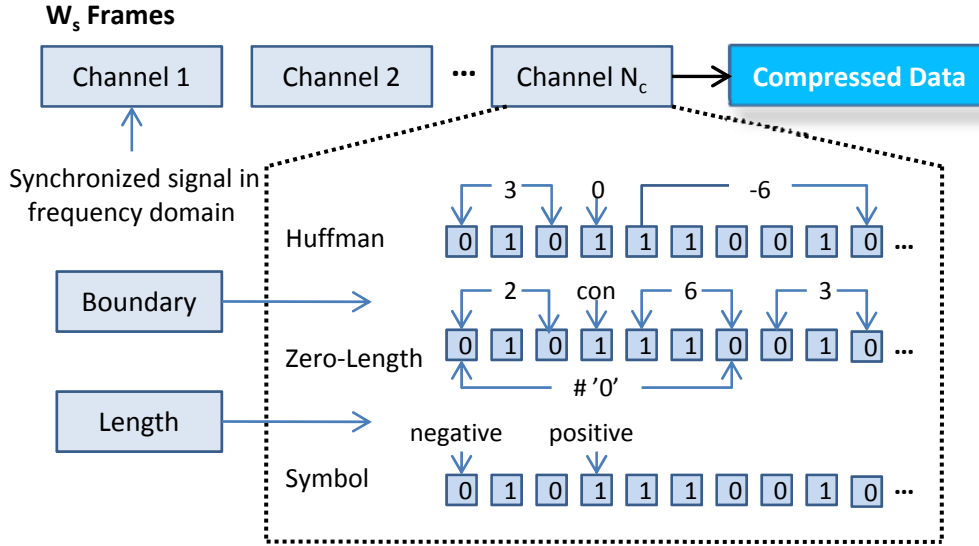 W_s Frames
Channel 1 Channel 2 ... Channel N_c Compressed Data
Synchronized signal in
frequency domain
3 0 -6
Huffman 0 1 0 1 1 1 0 0 1 0 ...
Boundary
2 con 6 3
Zero-Length 0 1 0 1 1 1 0 0 1 0 ...
# '0'
Length
negative positive
Symbol 0 1 0 1 1 1 0 0 1 0 ...